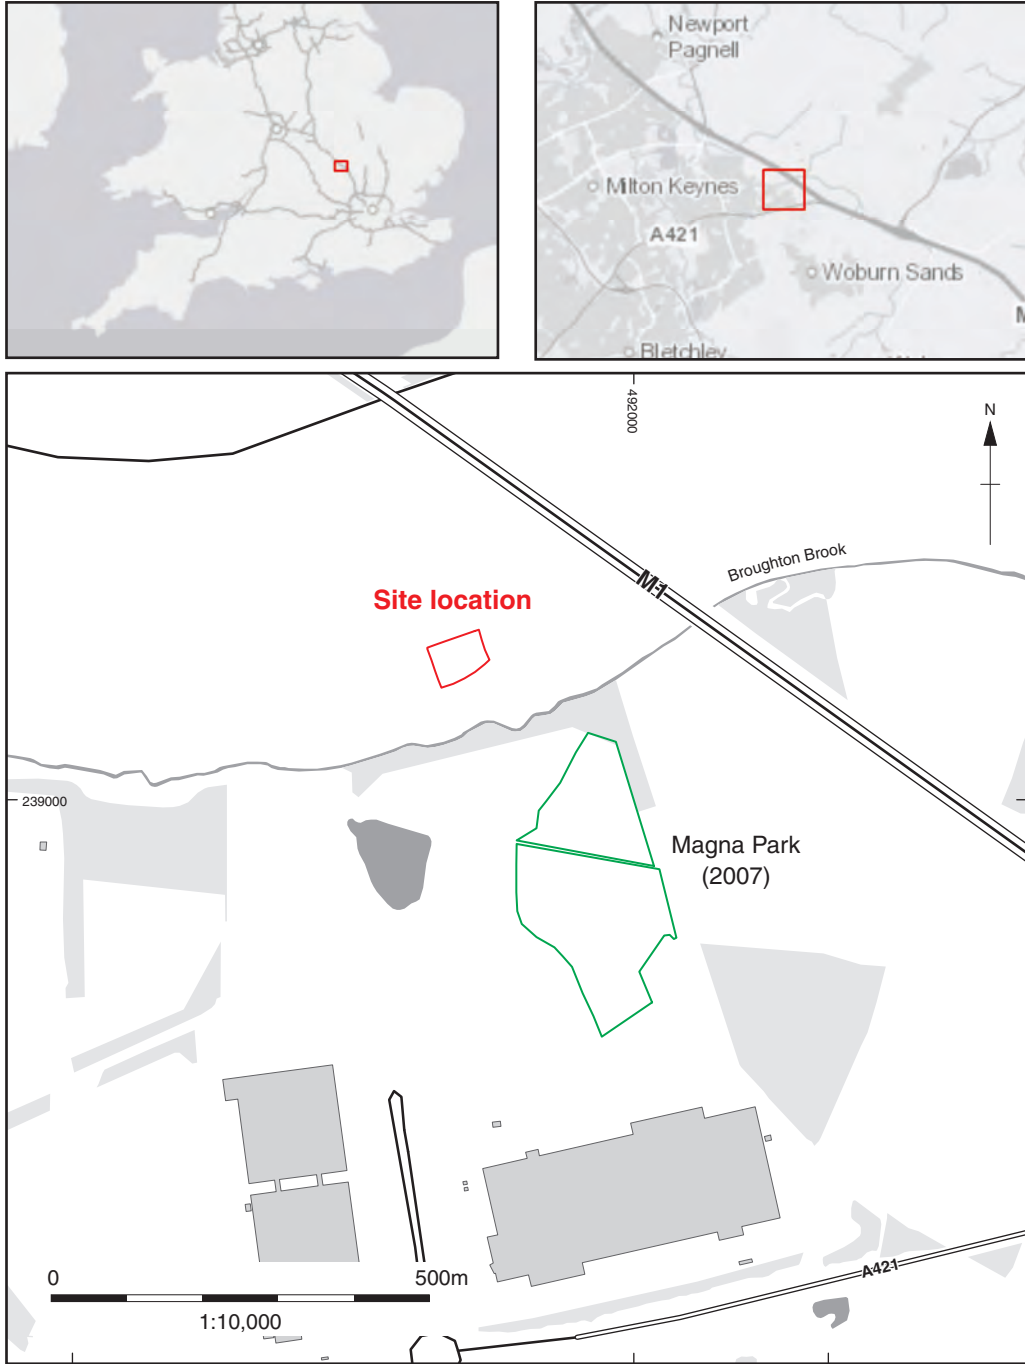 Newport
Pagnell
Milton Keynes
A421
Woburn Sands
Bletchley
492000
N
Broughton Brook
M1
Site location
239000
Magna Park
(2007)
0
500m
1:10,000
A421